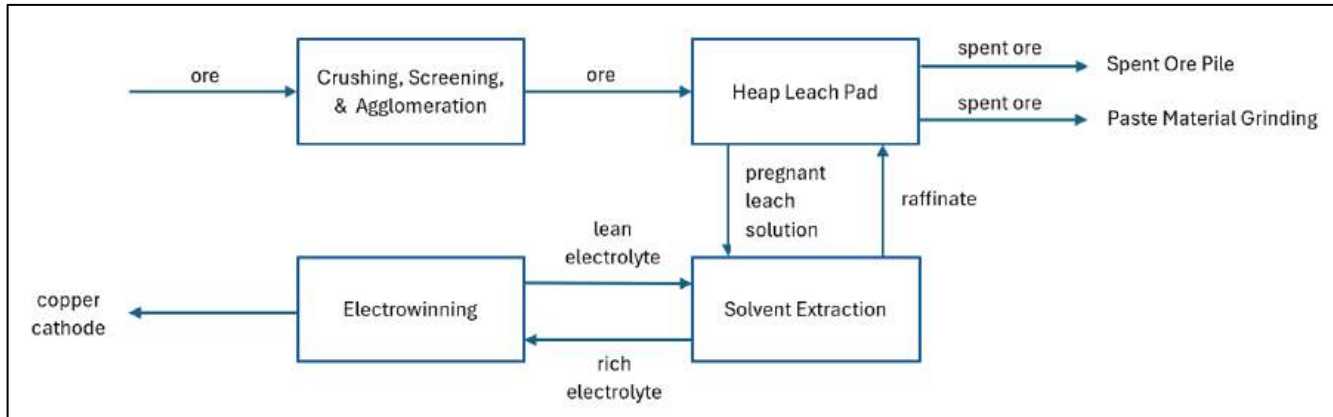 ore
Crushing, Screening,
& Agglomeration
ore
Heap Leach Pad
spent ore
Spent Ore Pile
spent ore
Paste Material Grinding
pregnant
leach
solution
raffinate
lean
electrolyte
copper
cathode
Electrowinning
Solvent Extraction
rich
electrolyte